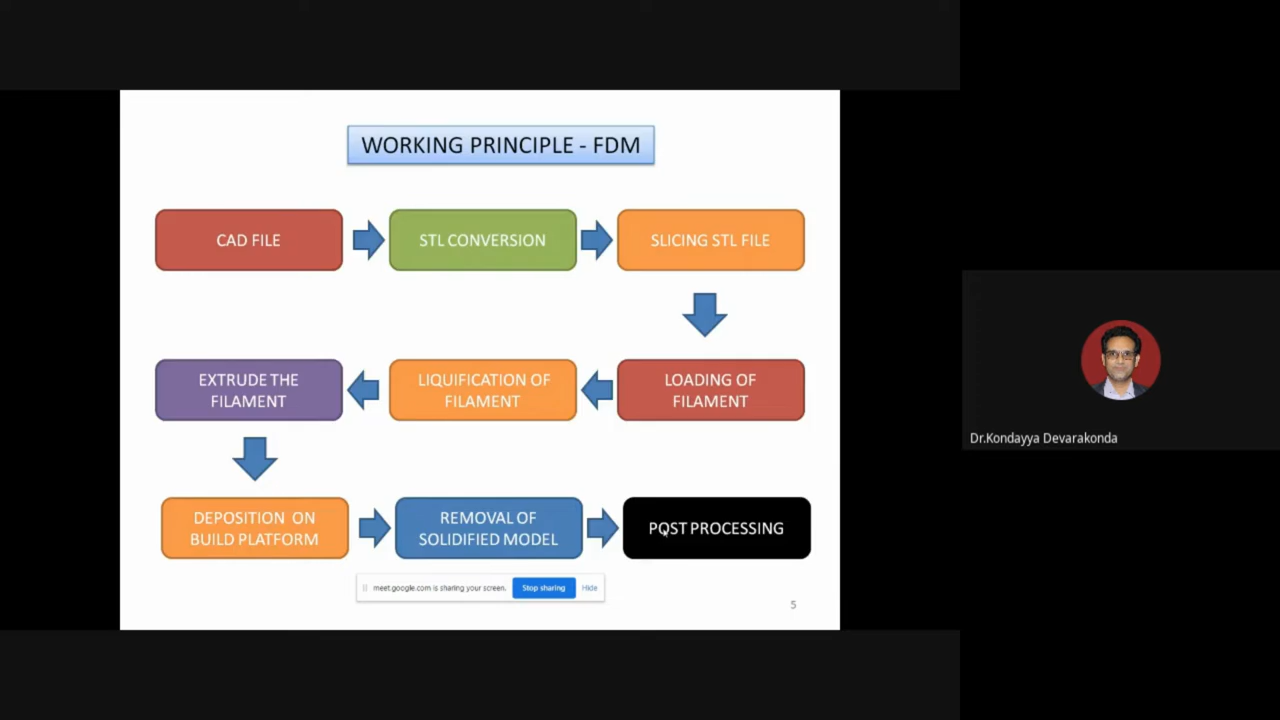 WORKING PRINCIPLE - FDM
CAD FILE
STL CONVERSION
SLICING STL FILE
LOADING OF
FILAMENT
LIQUIFICATION OF
FILAMENT
EXTRUDE THE
FILAMENT
DEPOSITION ON
BUILD PLATFORM
REMOVAL OF
SOLIDIFIED MODEL
POST PROCESSING
meet.google.com is sharing your screen.
Stop sharing
Hide
5
Dr.Kondayya Devarakonda